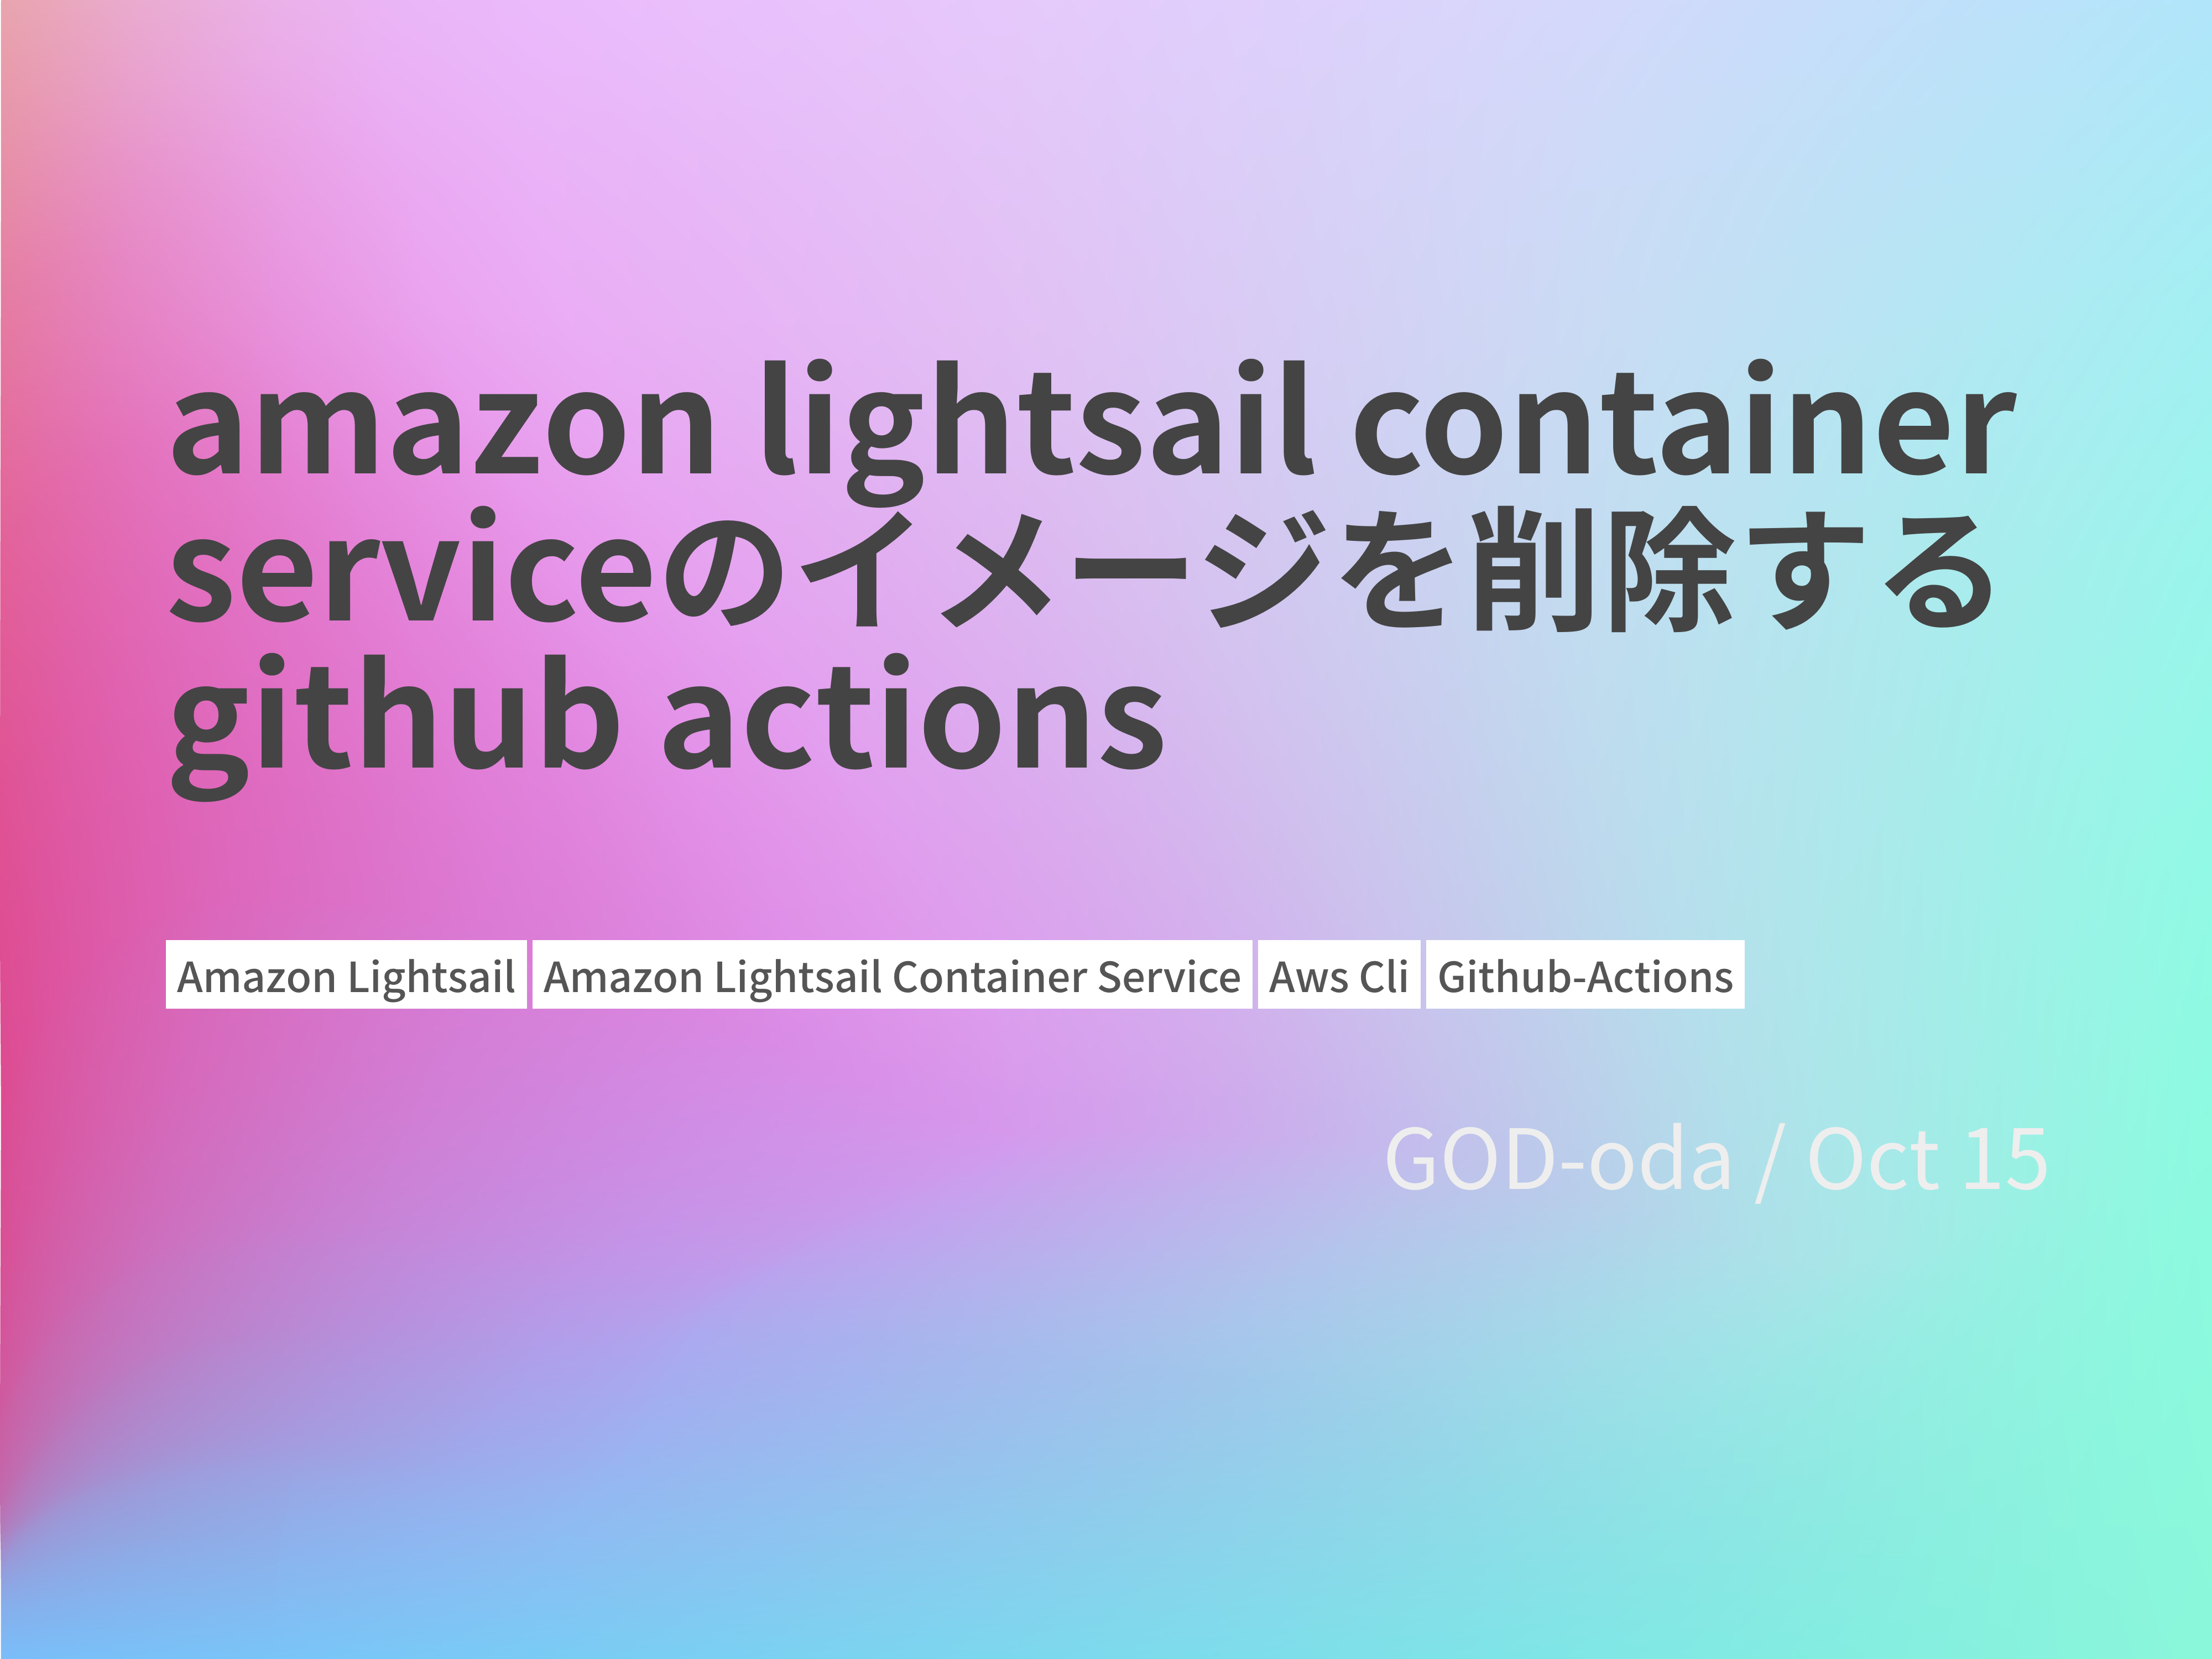 amazon lightsail container
serviceのイメージを削除する
github actions
Amazon Lightsail Amazon Lightsail Container Service Aws Cli Github-Actions
GOD-oda / Oct 15